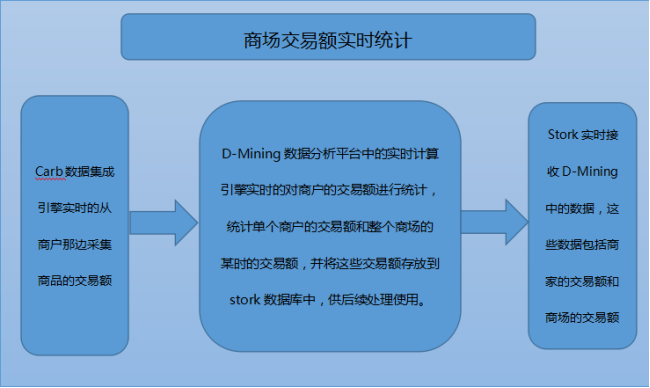 商场交易额实时统计
Carb数据集成
引擎实时的从
商户那边采集
商品的交易额
D-Mining 数据分析平台中的实时计算
引擎实时的对商户的交易额进行统计，
统计单个商户的交易额和整个商场的
某时的交易额，并将这些交易额存放到
stork 数据库中，供后续处理使用。
Stork 实时接
收 D-Mining
中的数据，这
些数据包括商
家的交易额和
商场的交易额